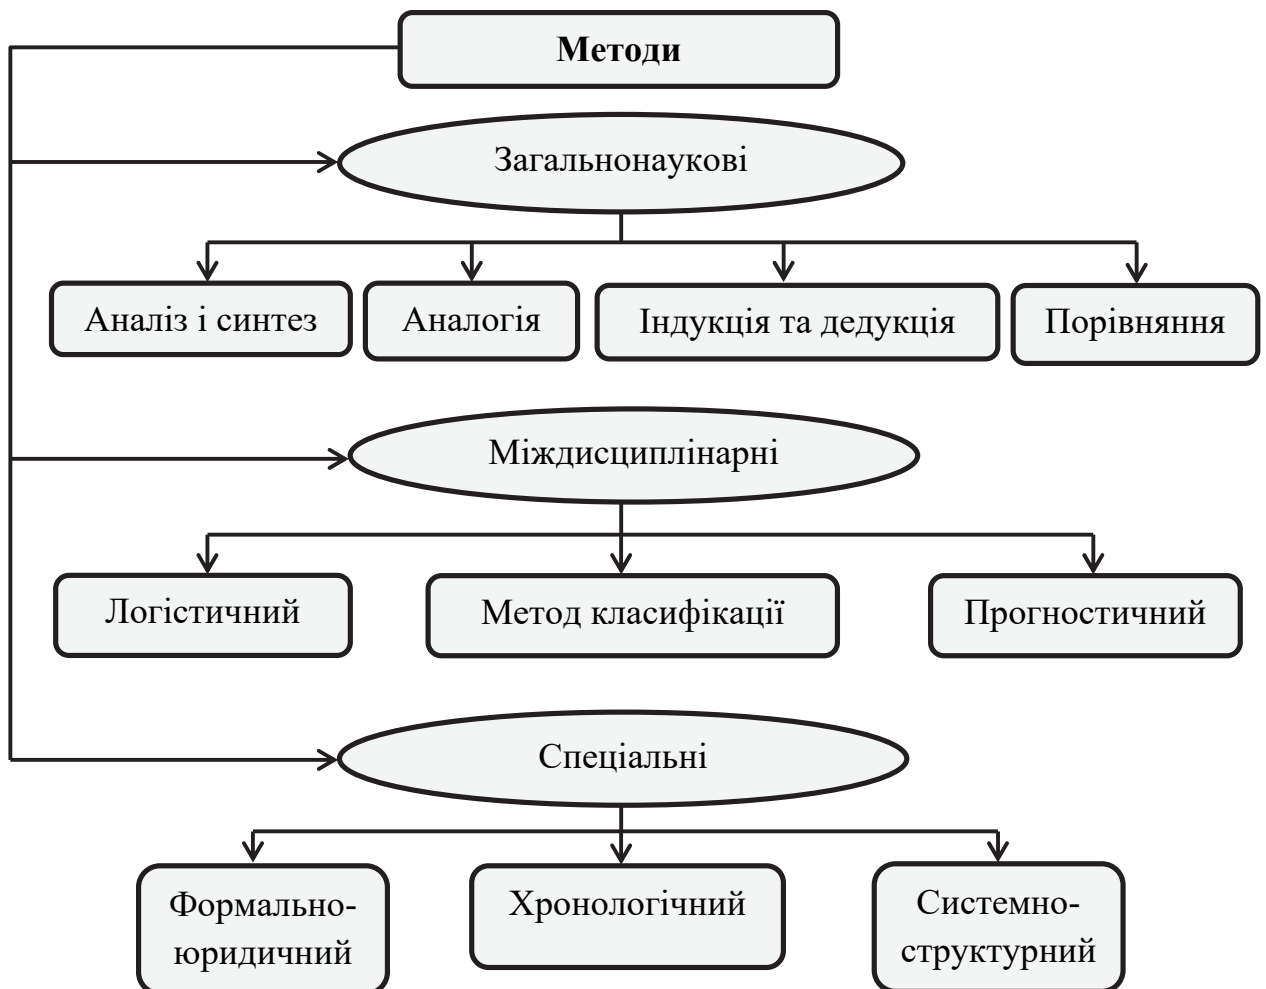 Методи
Загальнонаукові
Аналіз і синтез
Аналогія
Індукція та дедукція
Порівняння
Міждисциплінарні
Логістичний
Метод класифікації
Прогностичний
Спеціальні
Формально-
юридичний
Хронологічний
Системно-
структурний